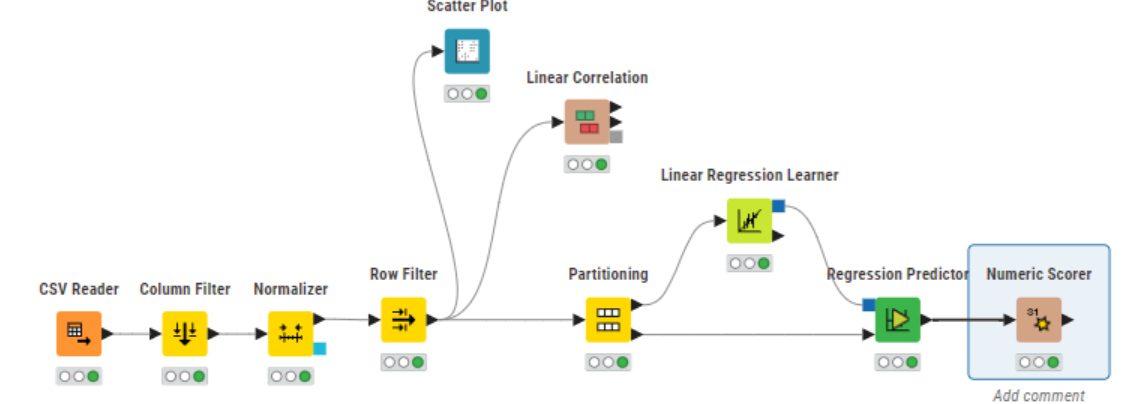 Scatter Plot
Linear Correlation
Linear Regression Learner
Row Filter
Partitioning
Regression Predictor
Numeric Scorer
CSV Reader
Column Filter
Normalizer
31
Add comment